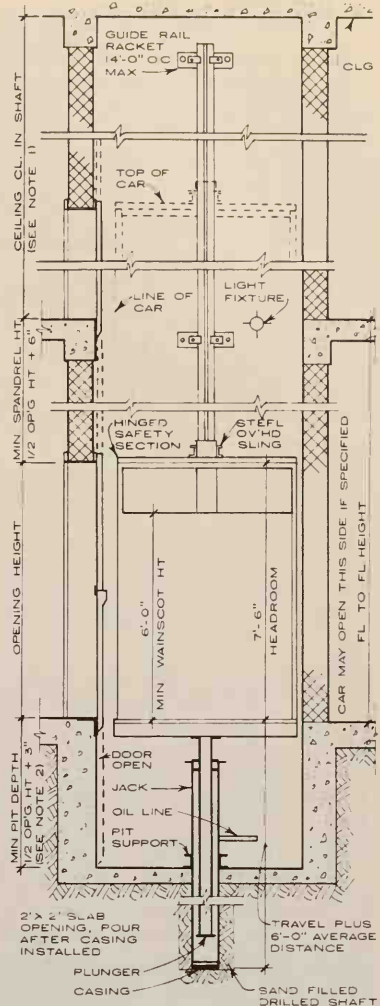 GUIDE RAIL
RACKET
14'-0" OC
MAX
CLG
CEILING CL. IN SHAFT
(SEE NOTE 1)
TOP OF
CAR
LINE OF
CAR
LIGHT
FIXTURE
MIN SPANDREL HT
1/2 OP'G HT + 6"
HINGED
SAFETY
SECTION
STEEL
OV'HD
SLING
OPENING HEIGHT
6'-0"
MIN WAINSCOT HT
7'-6"
HEADROOM
CAR MAY OPEN THIS SIDE IF SPECIFIED
FL TO FL HEIGHT
MIN PIT DEPTH
1/2 OP'G HT + 3"
(SEE NOTE 2)
DOOR
OPEN
JACK
OIL LINE
PIT
SUPPORT
2' X 2' SLAB
OPENING, POUR
AFTER CASING
INSTALLED
PLUNGER
CASING
TRAVEL PLUS
6'-0" AVERAGE
DISTANCE
SAND FILLED
DRILLED SHAFT